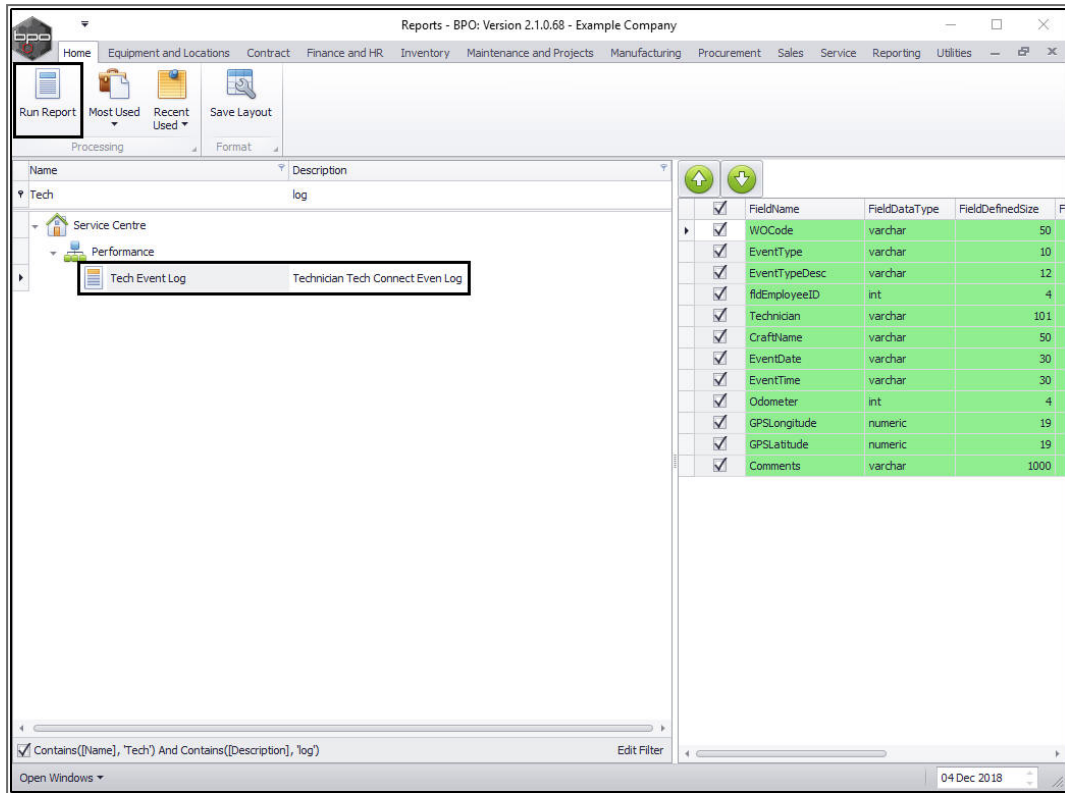 Reports - BPO: Version 2.1.0.68 - Example Company
bpo
Home Equipment and Locations Contract Finance and HR Inventory Maintenance and Projects Manufacturing Procurement Sales Service Reporting Utilities
Run Report Most Used Recent Used Save Layout
Processing Format
Name Description
Tech log
Service Centre
Performance
Tech Event Log Technician Tech Connect Even Log
FieldName FieldDataType FieldDefinedSize F
WOCode varchar 50
EventType varchar 10
EventTypeDesc varchar 12
fldEmployeeID int 4
Technician varchar 101
CraftName varchar 50
EventDate varchar 30
EventTime varchar 30
Odometer int 4
GPSLongitude numeric 19
GPSLatitude numeric 19
Comments varchar 1000
Contains([Name], 'Tech') And Contains([Description], 'log') Edit Filter
Open Windows 04 Dec 2018